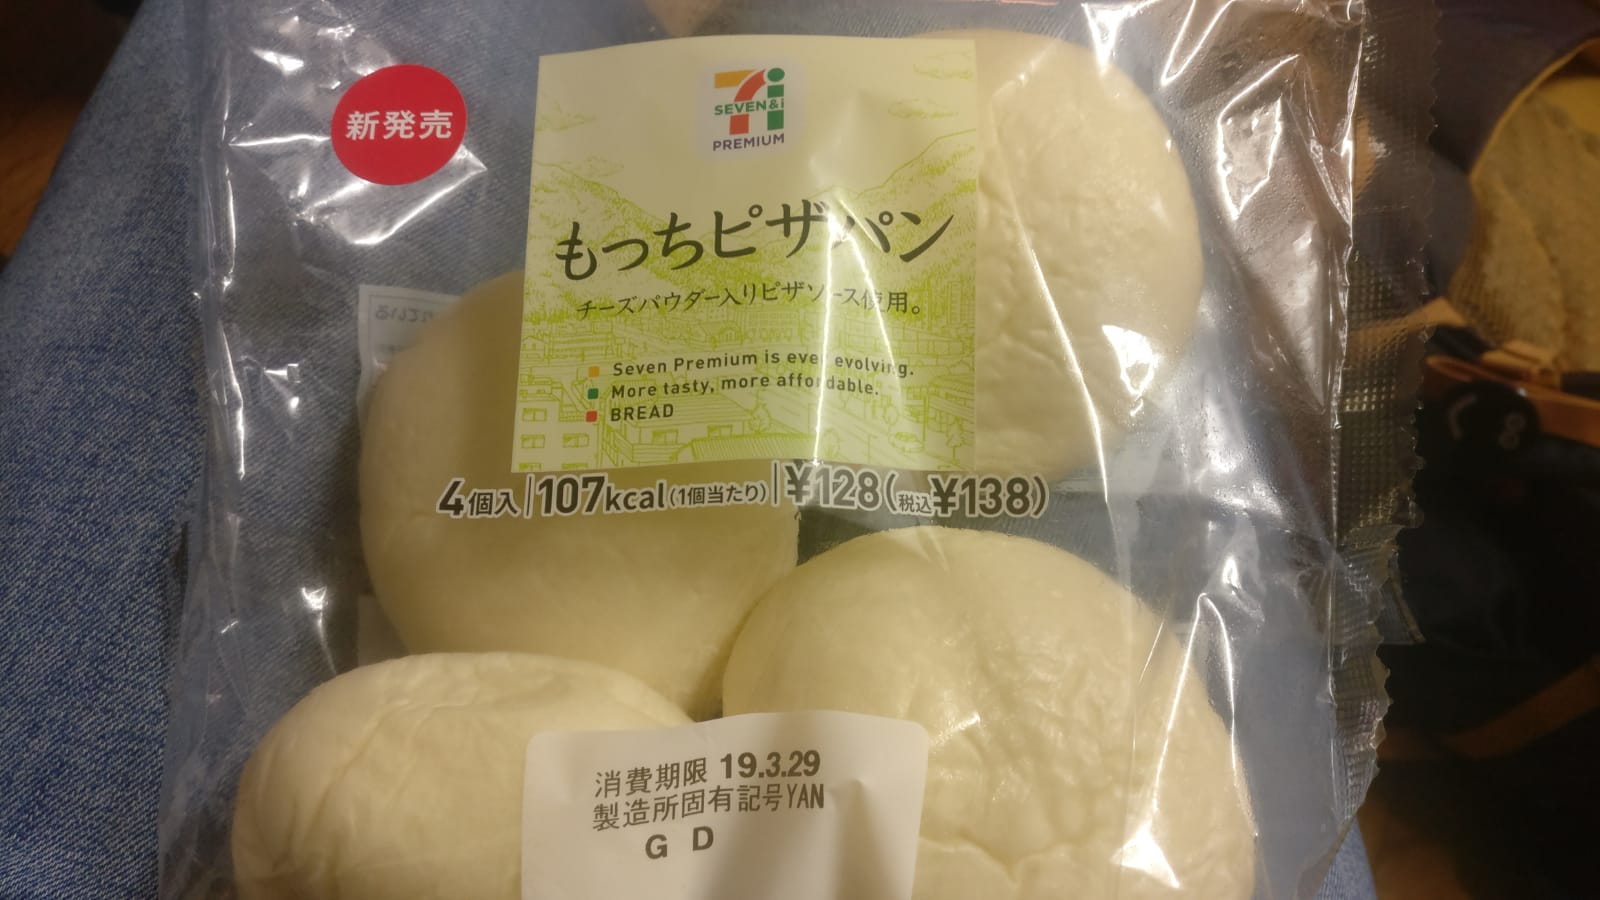 新発売
SEVEN&i
PREMIUM
もっちピザパン
チーズパウダー入りピザソース使用。
Seven Premium is ever evolving.
More tasty, more affordable.
BREAD
4個入 107kcal(1個当たり) ¥128(税込¥138)
消費期限 19.3.29
製造所固有記号YAN
G D